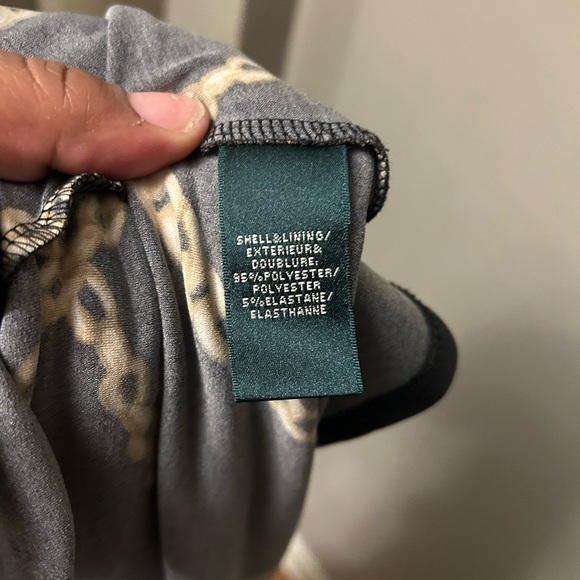 SHELL&LINING/
EXTERIEUR&
DOUBLURE:
95%POLYESTER/
POLYESTER
5%ELASTANE/
ELASTHANNE